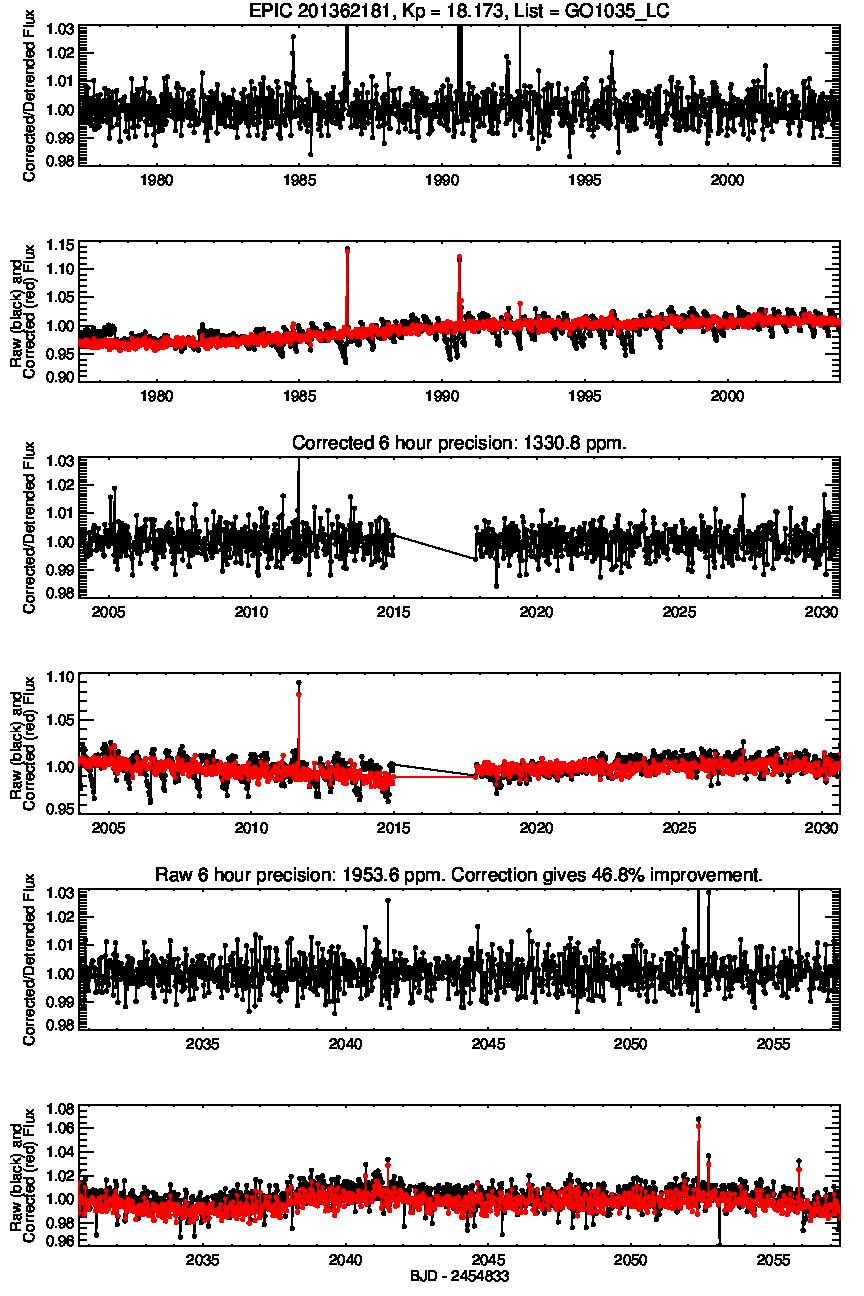 EPIC 201362181, Kp = 18.173, List = GO1035_LC
Corrected/Detrended Flux
1.03
1.02
1.01
1.00
0.99
0.98
1980 1985 1990 1995 2000
Raw (black) and
Corrected (red) Flux
1.15
1.10
1.05
1.00
0.95
0.90
1980 1985 1990 1995 2000
Corrected 6 hour precision: 1330.8 ppm.
Corrected/Detrended Flux
1.03
1.02
1.01
1.00
0.99
0.98
2005 2010 2015 2020 2025 2030
Raw (black) and
Corrected (red) Flux
1.10
1.05
1.00
0.95
2005 2010 2015 2020 2025 2030
Raw 6 hour precision: 1953.6 ppm. Correction gives 46.8% improvement.
Corrected/Detrended Flux
1.03
1.02
1.01
1.00
0.99
0.98
2035 2040 2045 2050 2055
Raw (black) and
Corrected (red) Flux
1.08
1.06
1.04
1.02
1.00
0.98
0.96
2035 2040 2045 2050 2055
BJD - 2454833